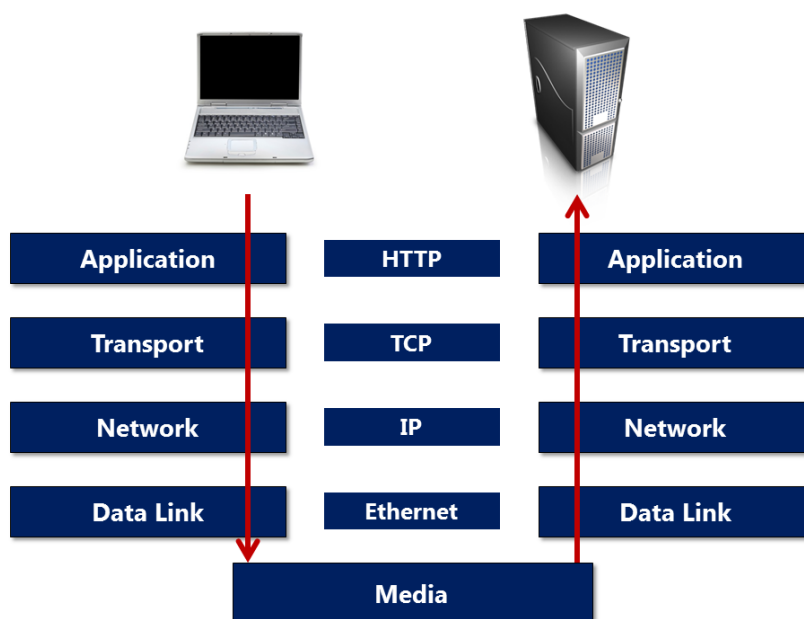 Application HTTP Application
Transport TCP Transport
Network IP Network
Data Link Ethernet Data Link
Media